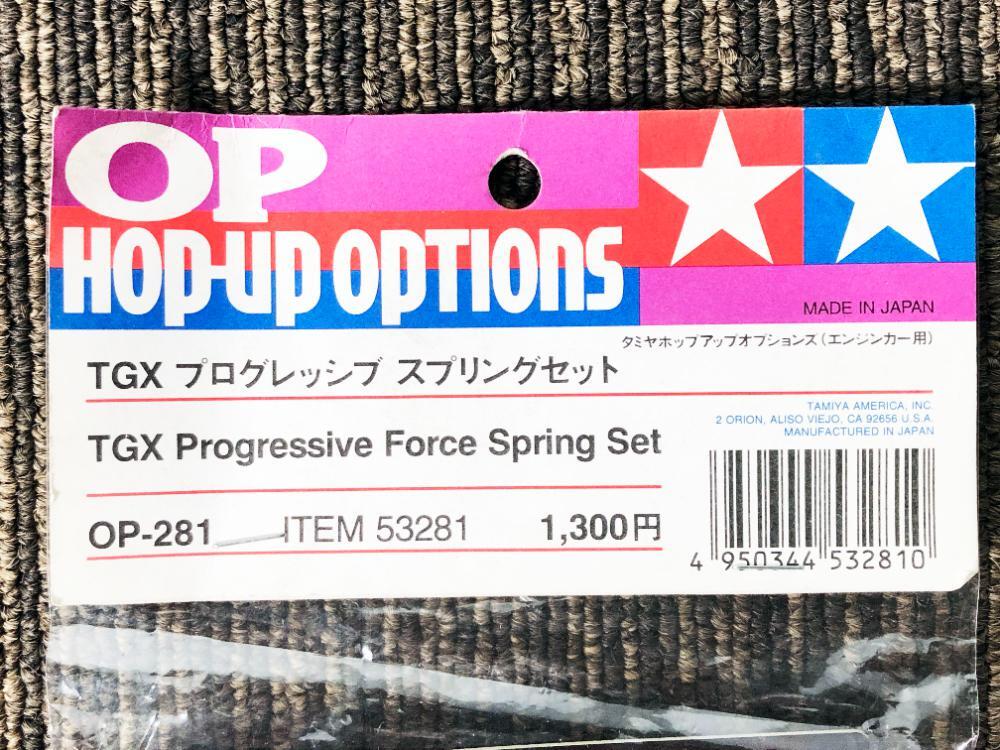 OP
HOP-UP OPTIONS
MADE IN JAPAN
タミヤホップアップオプションズ(エンジンカー用)
TGX プログレッシブ スプリングセット
TAMIYA AMERICA, INC.
2 ORION, ALISO VIEJO, CA 92656 U.S.A.
MANUFACTURED IN JAPAN
TGX Progressive Force Spring Set
OP-281 ITEM 53281 1,300円
4 950344 532810